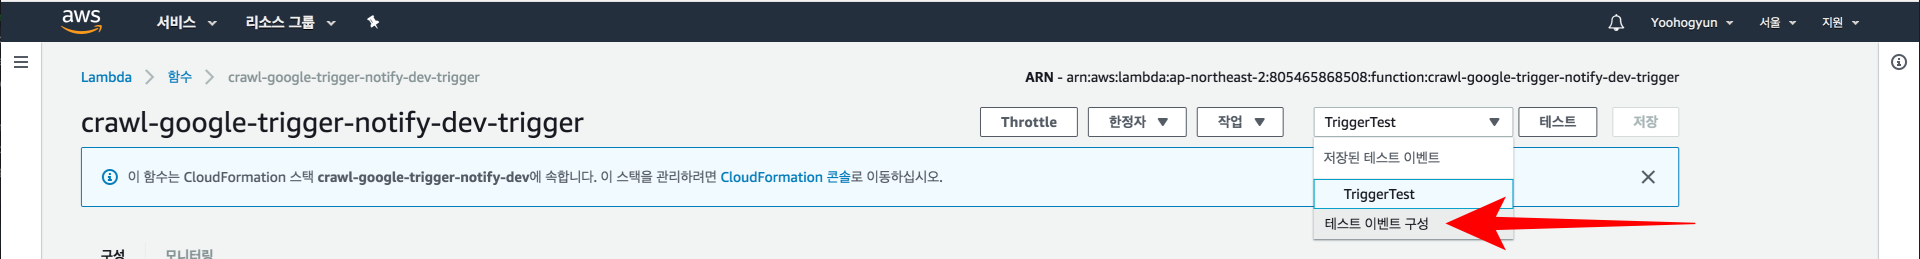 aws 서비스 리소스 그룹 Yoohogyun 서울 지원
Lambda 함수 crawl-google-trigger-notify-dev-trigger ARN - arn:aws:lambda:ap-northeast-2:805465868508:function:crawl-google-trigger-notify-dev-trigger
crawl-google-trigger-notify-dev-trigger Throttle 한정자 작업 TriggerTest 테스트 저장
저장된 테스트 이벤트
이 함수는 CloudFormation 스택 crawl-google-trigger-notify-dev에 속합니다. 이 스택을 관리하려면 CloudFormation 콘솔로 이동하십시오.
TriggerTest
테스트 이벤트 구성
구성 모니터링